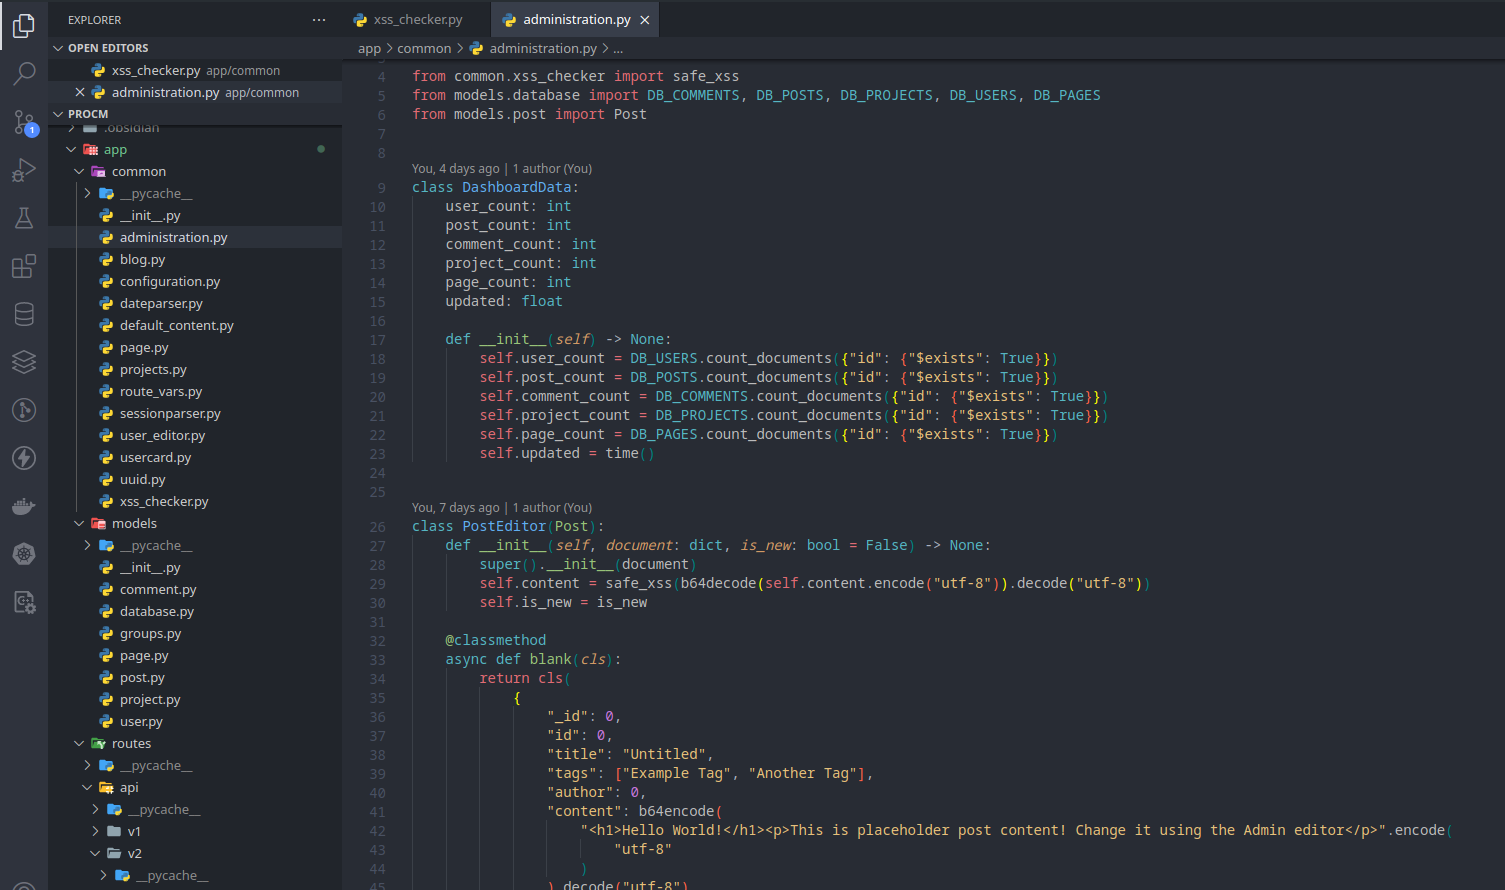 EXPLORER
OPEN EDITORS
xss_checker.py app/common
administration.py app/common
PROCM
.obsidian
app
common
__pycache__
__init__.py
administration.py
blog.py
configuration.py
dateparser.py
default_content.py
page.py
projects.py
route_vars.py
sessionparser.py
user_editor.py
usercard.py
uuid.py
xss_checker.py
models
__pycache__
__init__.py
comment.py
database.py
groups.py
page.py
post.py
project.py
user.py
routes
__pycache__
api
__pycache__
v1
v2
__pycache__
1
xss_checker.py administration.py
app > common > administration.py > ...
4 from common.xss_checker import safe_xss
5 from models.database import DB_COMMENTS, DB_POSTS, DB_PROJECTS, DB_USERS, DB_PAGES
6 from models.post import Post
7
8
You, 4 days ago | 1 author (You)
9 class DashboardData:
10 user_count: int
11 post_count: int
12 comment_count: int
13 project_count: int
14 page_count: int
15 updated: float
16
17 def __init__(self) -> None:
18 self.user_count = DB_USERS.count_documents({"id": {"$exists": True}})
19 self.post_count = DB_POSTS.count_documents({"id": {"$exists": True}})
20 self.comment_count = DB_COMMENTS.count_documents({"id": {"$exists": True}})
21 self.project_count = DB_PROJECTS.count_documents({"id": {"$exists": True}})
22 self.page_count = DB_PAGES.count_documents({"id": {"$exists": True}})
23 self.updated = time()
24
25
You, 7 days ago | 1 author (You)
26 class PostEditor(Post):
27 def __init__(self, document: dict, is_new: bool = False) -> None:
28 super().__init__(document)
29 self.content = safe_xss(b64decode(self.content.encode("utf-8")).decode("utf-8"))
30 self.is_new = is_new
31
32 @classmethod
33 async def blank(cls):
34 return cls(
35 {
36 "_id": 0,
37 "id": 0,
38 "title": "Untitled",
39 "tags": ["Example Tag", "Another Tag"],
40 "author": 0,
41 "content": b64encode(
42 "<h1>Hello World!</h1><p>This is placeholder post content! Change it using the Admin editor</p>".encode(
43 "utf-8"
44 )
45 ).decode("utf-8")